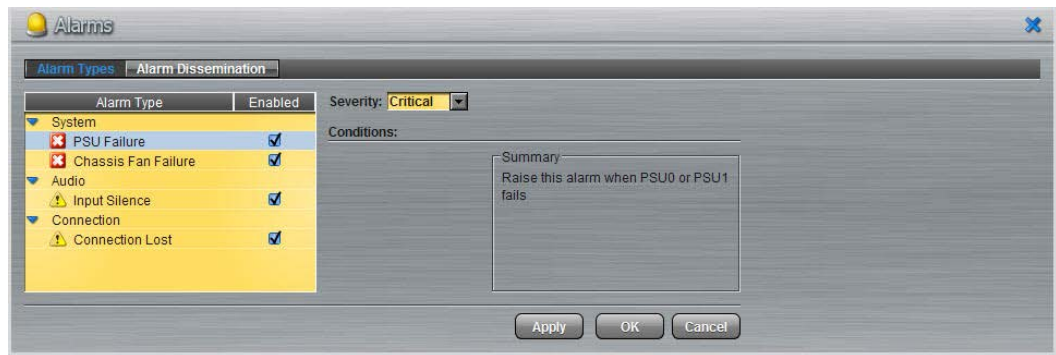 Alarms
Alarm Types Alarm Dissemination
Alarm Type Enabled
System
PSU Failure
Chassis Fan Failure
Audio
Input Silence
Connection
Connection Lost
Severity: Critical
Conditions:
Summary
Raise this alarm when PSU0 or PSU1
fails
Apply OK Cancel